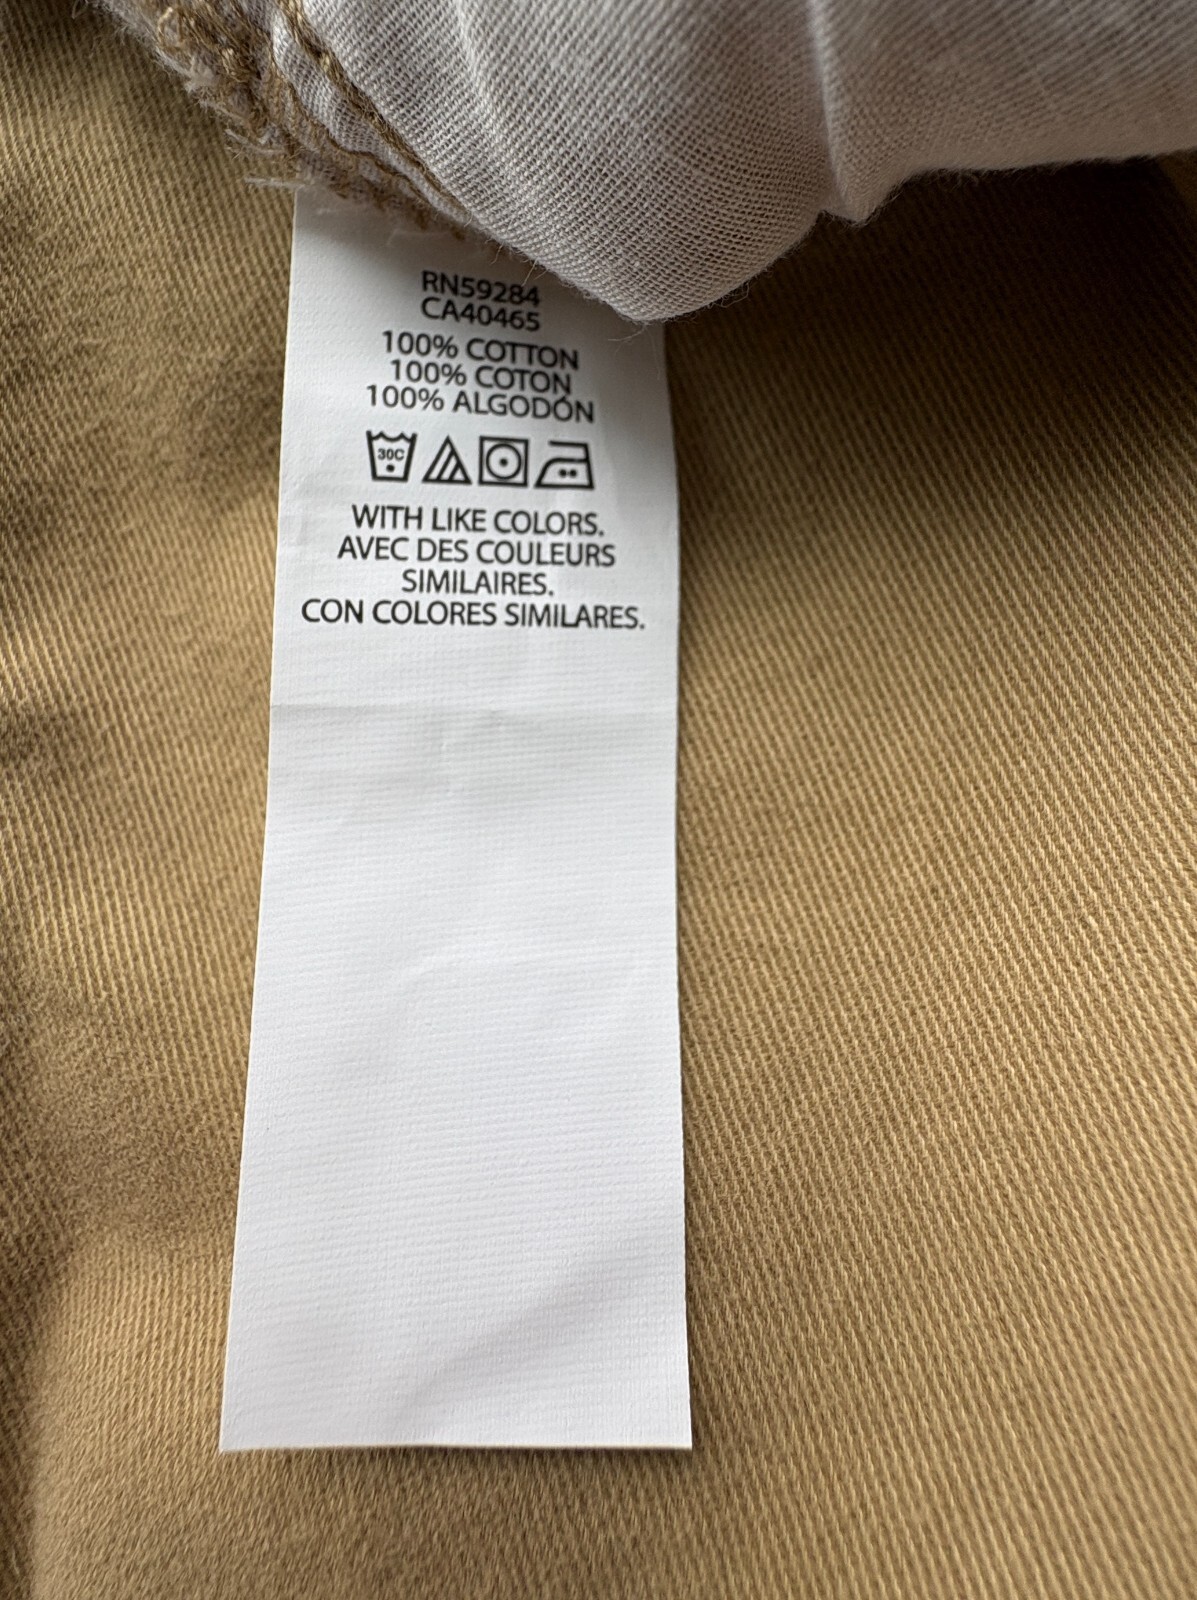 RN59284
CA40465
100% COTTON
100% COTON
100% ALGODÓN
30C
WITH LIKE COLORS.
AVEC DES COULEURS
SIMILAIRES.
CON COLORES SIMILARES.